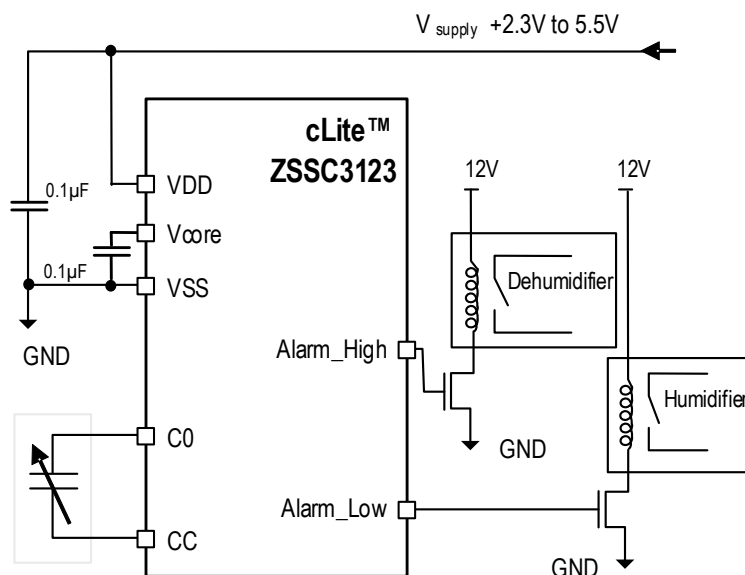 V supply +2.3V to 5.5V
cLite™
ZSSC3123
0.1µF
VDD
12V
12V
Vcore
0.1µF
VSS
Dehumidifier
GND
Alarm_High
Humidifier
C0
GND
Alarm_Low
CC
GND